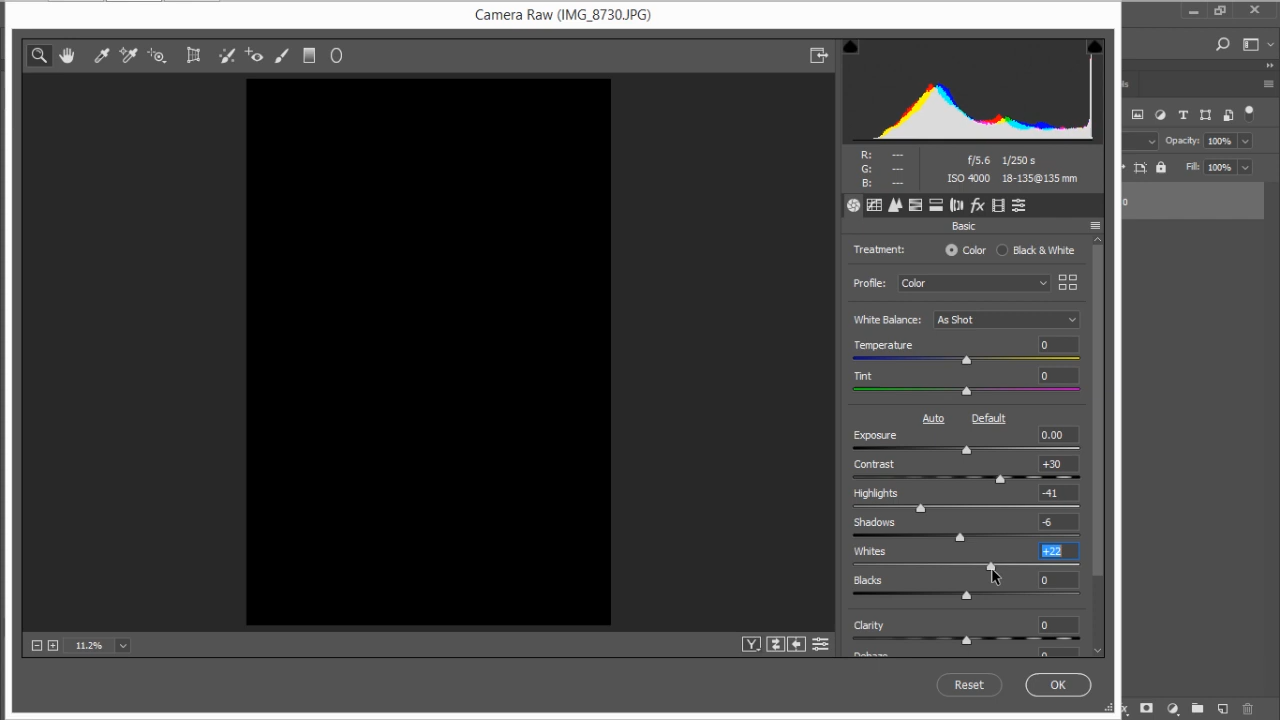 Camera Raw (IMG_8730.JPG)
R: ---
G: ---
B: ---
f/5.6 1/250 s
ISO 4000 18-135@135 mm
fx
Basic
Treatment: Color Black & White
Profile: Color
White Balance: As Shot
Temperature 0
Tint 0
Auto Default
Exposure 0.00
Contrast +30
Highlights -41
Shadows -6
Whites +22
Blacks 0
Clarity 0
11.2%
Y
Reset OK
Opacity: 100%
Fill: 100%